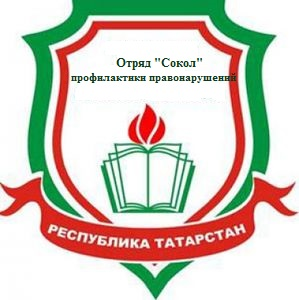 Отряд "Сокол"
профилактики правонарушений
РЕСПУБЛИКА ТАТАРСТАН